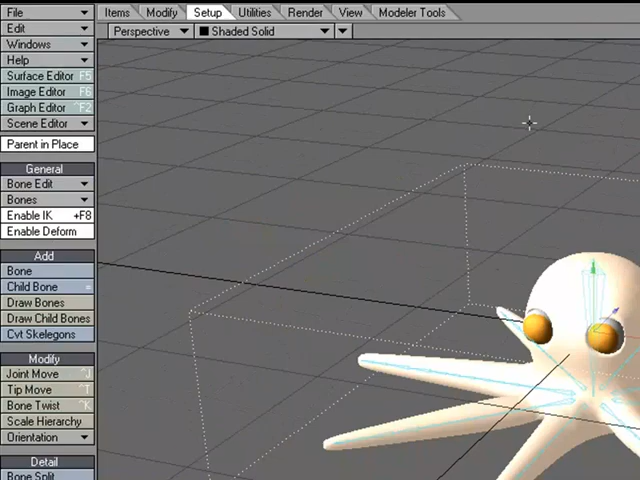 Items Modify Setup Utilities Render View Modeler Tools
Perspective Shaded Solid
File
Edit
Windows
Help
Surface Editor F5
Image Editor F6
Graph Editor ^F2
Scene Editor
Parent in Place
General
Bone Edit
Bones
Enable IK +F8
Enable Deform
Add
Bone
Child Bone =
Draw Bones
Draw Child Bones
Cvt Skelegons
Modify
Joint Move ^J
Tip Move ^T
Bone Twist ^K
Scale Hierarchy
Orientation
Detail
Bone Split